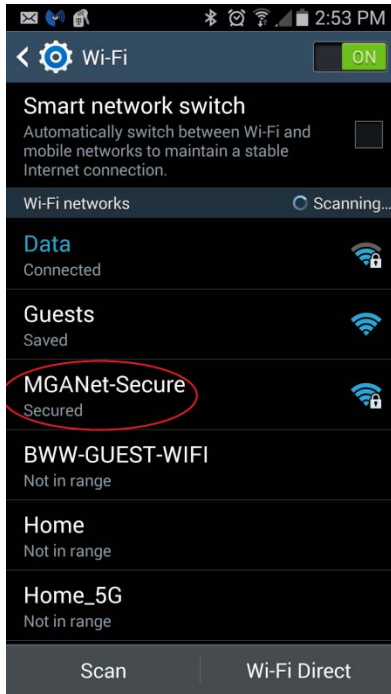 2:53 PM
Wi-Fi
ON
Smart network switch
Automatically switch between Wi-Fi and
mobile networks to maintain a stable
Internet connection.
Wi-Fi networks
Scanning...
Data
Connected
Guests
Saved
MGANet-Secure
Secured
BWW-GUEST-WIFI
Not in range
Home
Not in range
Home_5G
Not in range
Scan
Wi-Fi Direct